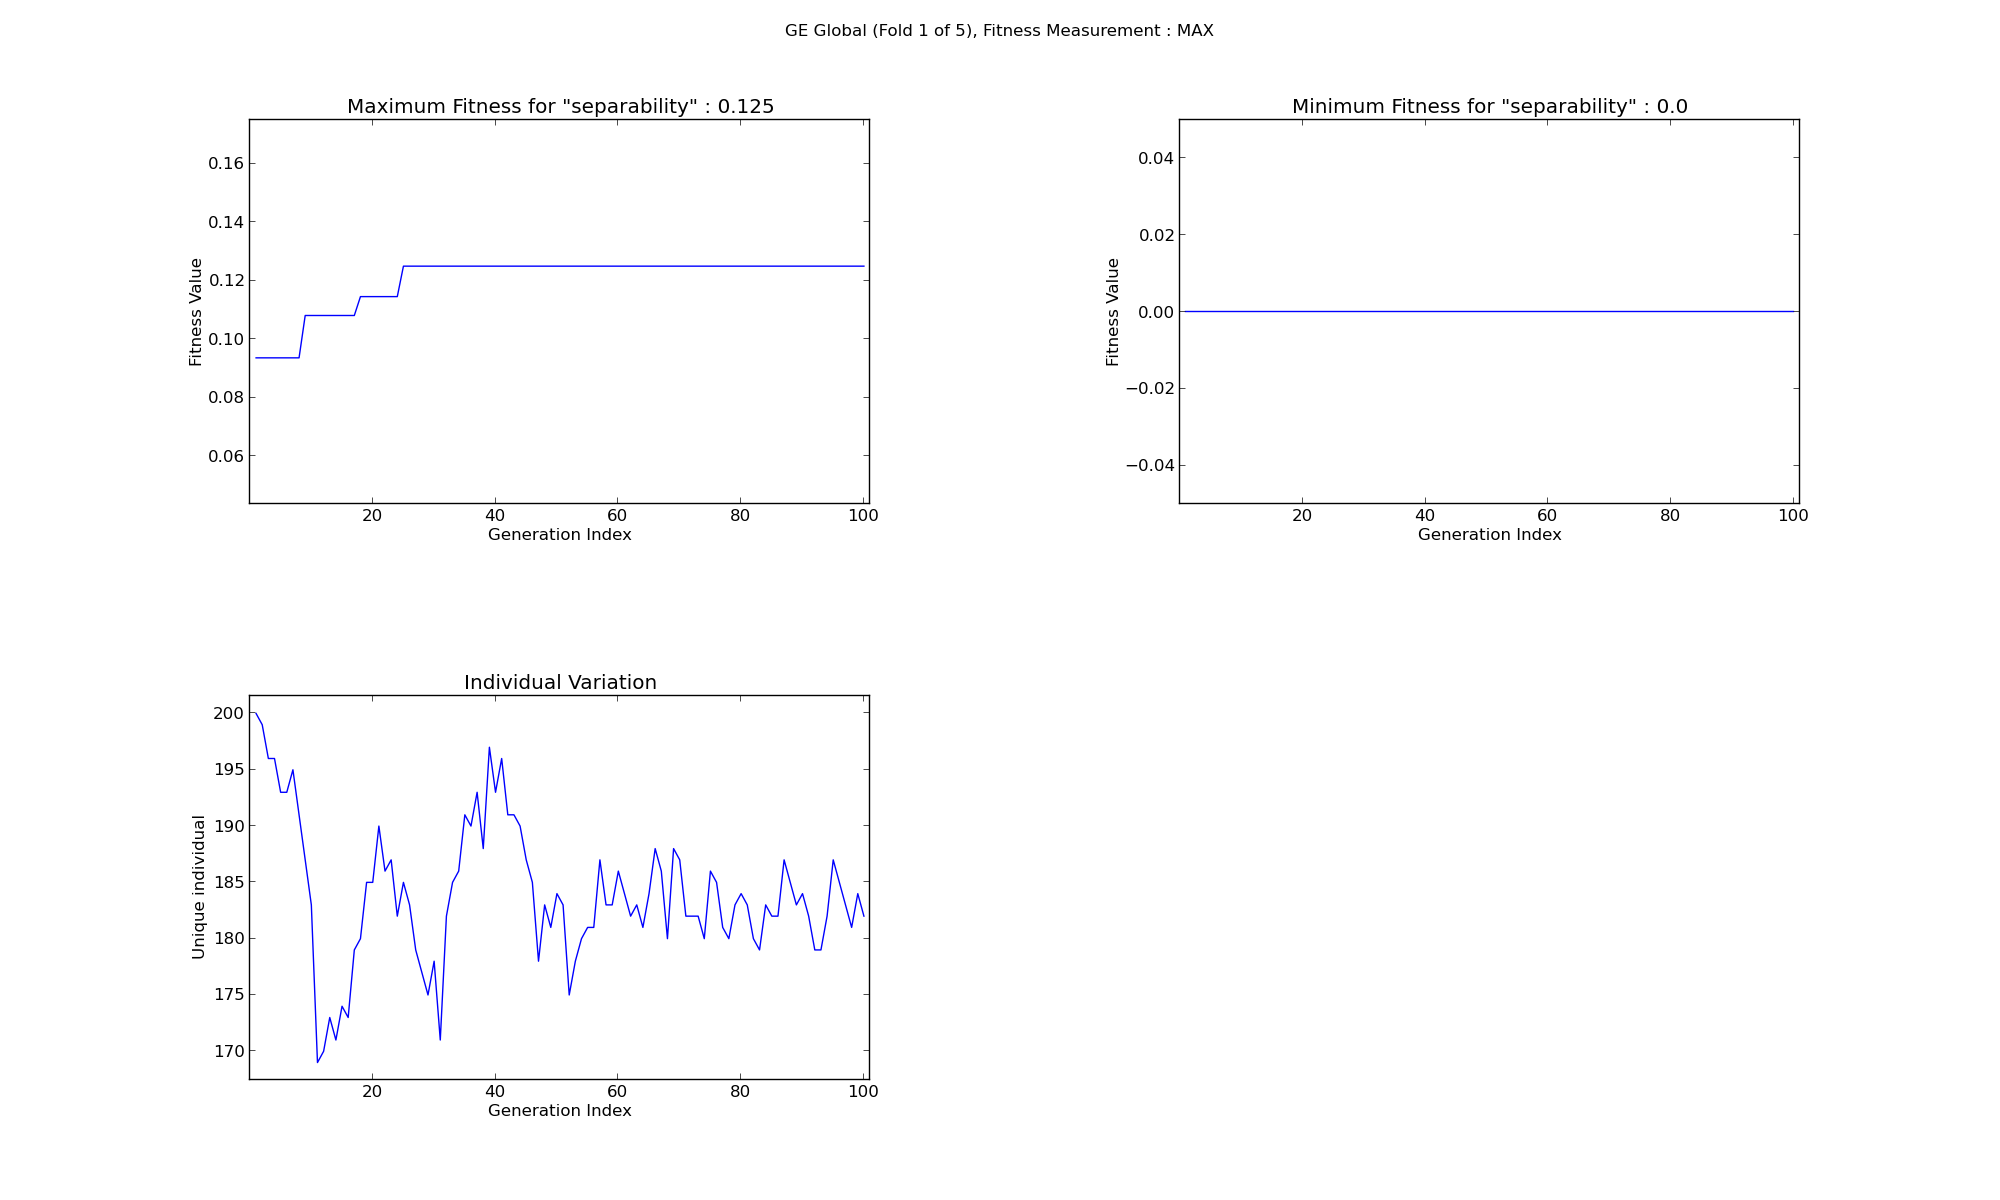 GE Global (Fold 1 of 5), Fitness Measurement : MAX
Maximum Fitness for "separability" : 0.125
0.16
0.14
0.12
0.10
0.08
0.06
Fitness Value
20 40 60 80 100
Generation Index
Minimum Fitness for "separability" : 0.0
0.04
0.02
0.00
−0.02
−0.04
Fitness Value
20 40 60 80 100
Generation Index
Individual Variation
200
195
190
185
180
175
170
Unique individual
20 40 60 80 100
Generation Index